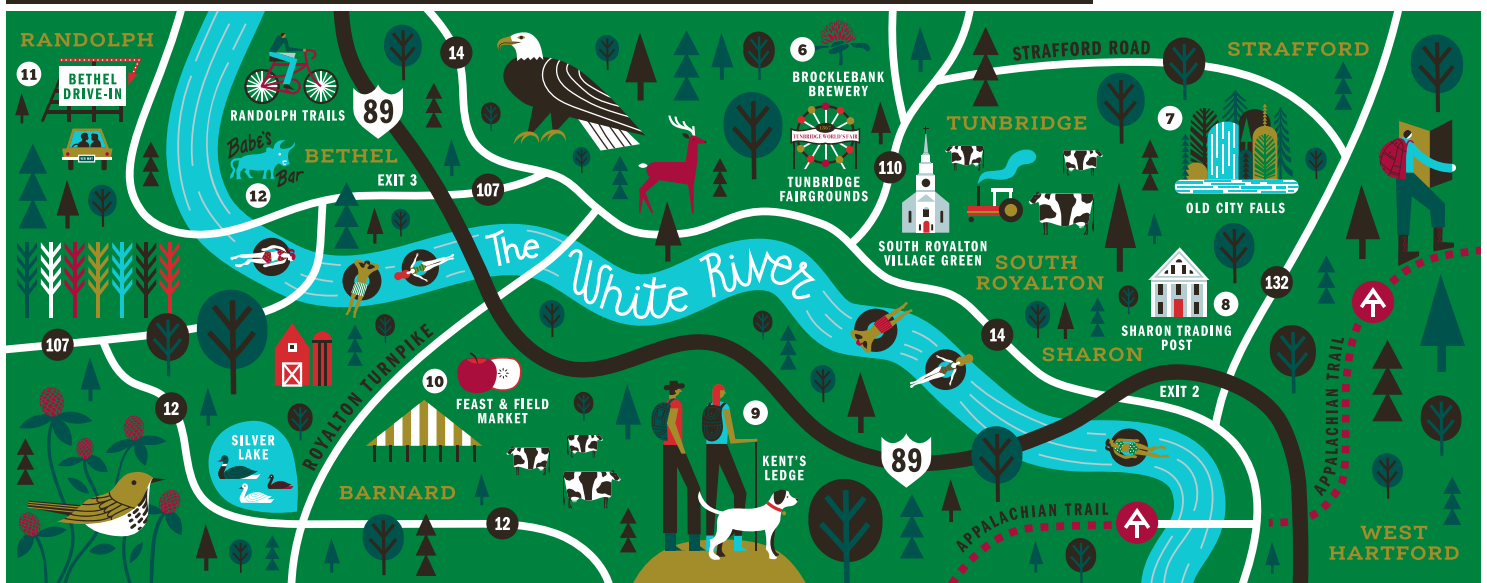 RANDOLPH
11
BETHEL
DRIVE-IN
RANDOLPH TRAILS
Babe's
Bar
12
BETHEL
EXIT 3
89
14
107
6
BROCKLEBANK
BREWERY
TUNBRIDGE WORLD'S FAIR
TUNBRIDGE
FAIRGROUNDS
110
STRAFFORD ROAD
STRAFFORD
TUNBRIDGE
7
OLD CITY FALLS
SOUTH ROYALTON
VILLAGE GREEN
SOUTH
ROYALTON
8
SHARON TRADING
POST
132
The
White River
14
SHARON
EXIT 2
107
12
SILVER
LAKE
ROYALTON TURNPIKE
10
FEAST & FIELD
MARKET
BARNARD
12
9
KENT'S
LEDGE
89
APPALACHIAN TRAIL
APPALACHIAN TRAIL
WEST
HARTFORD